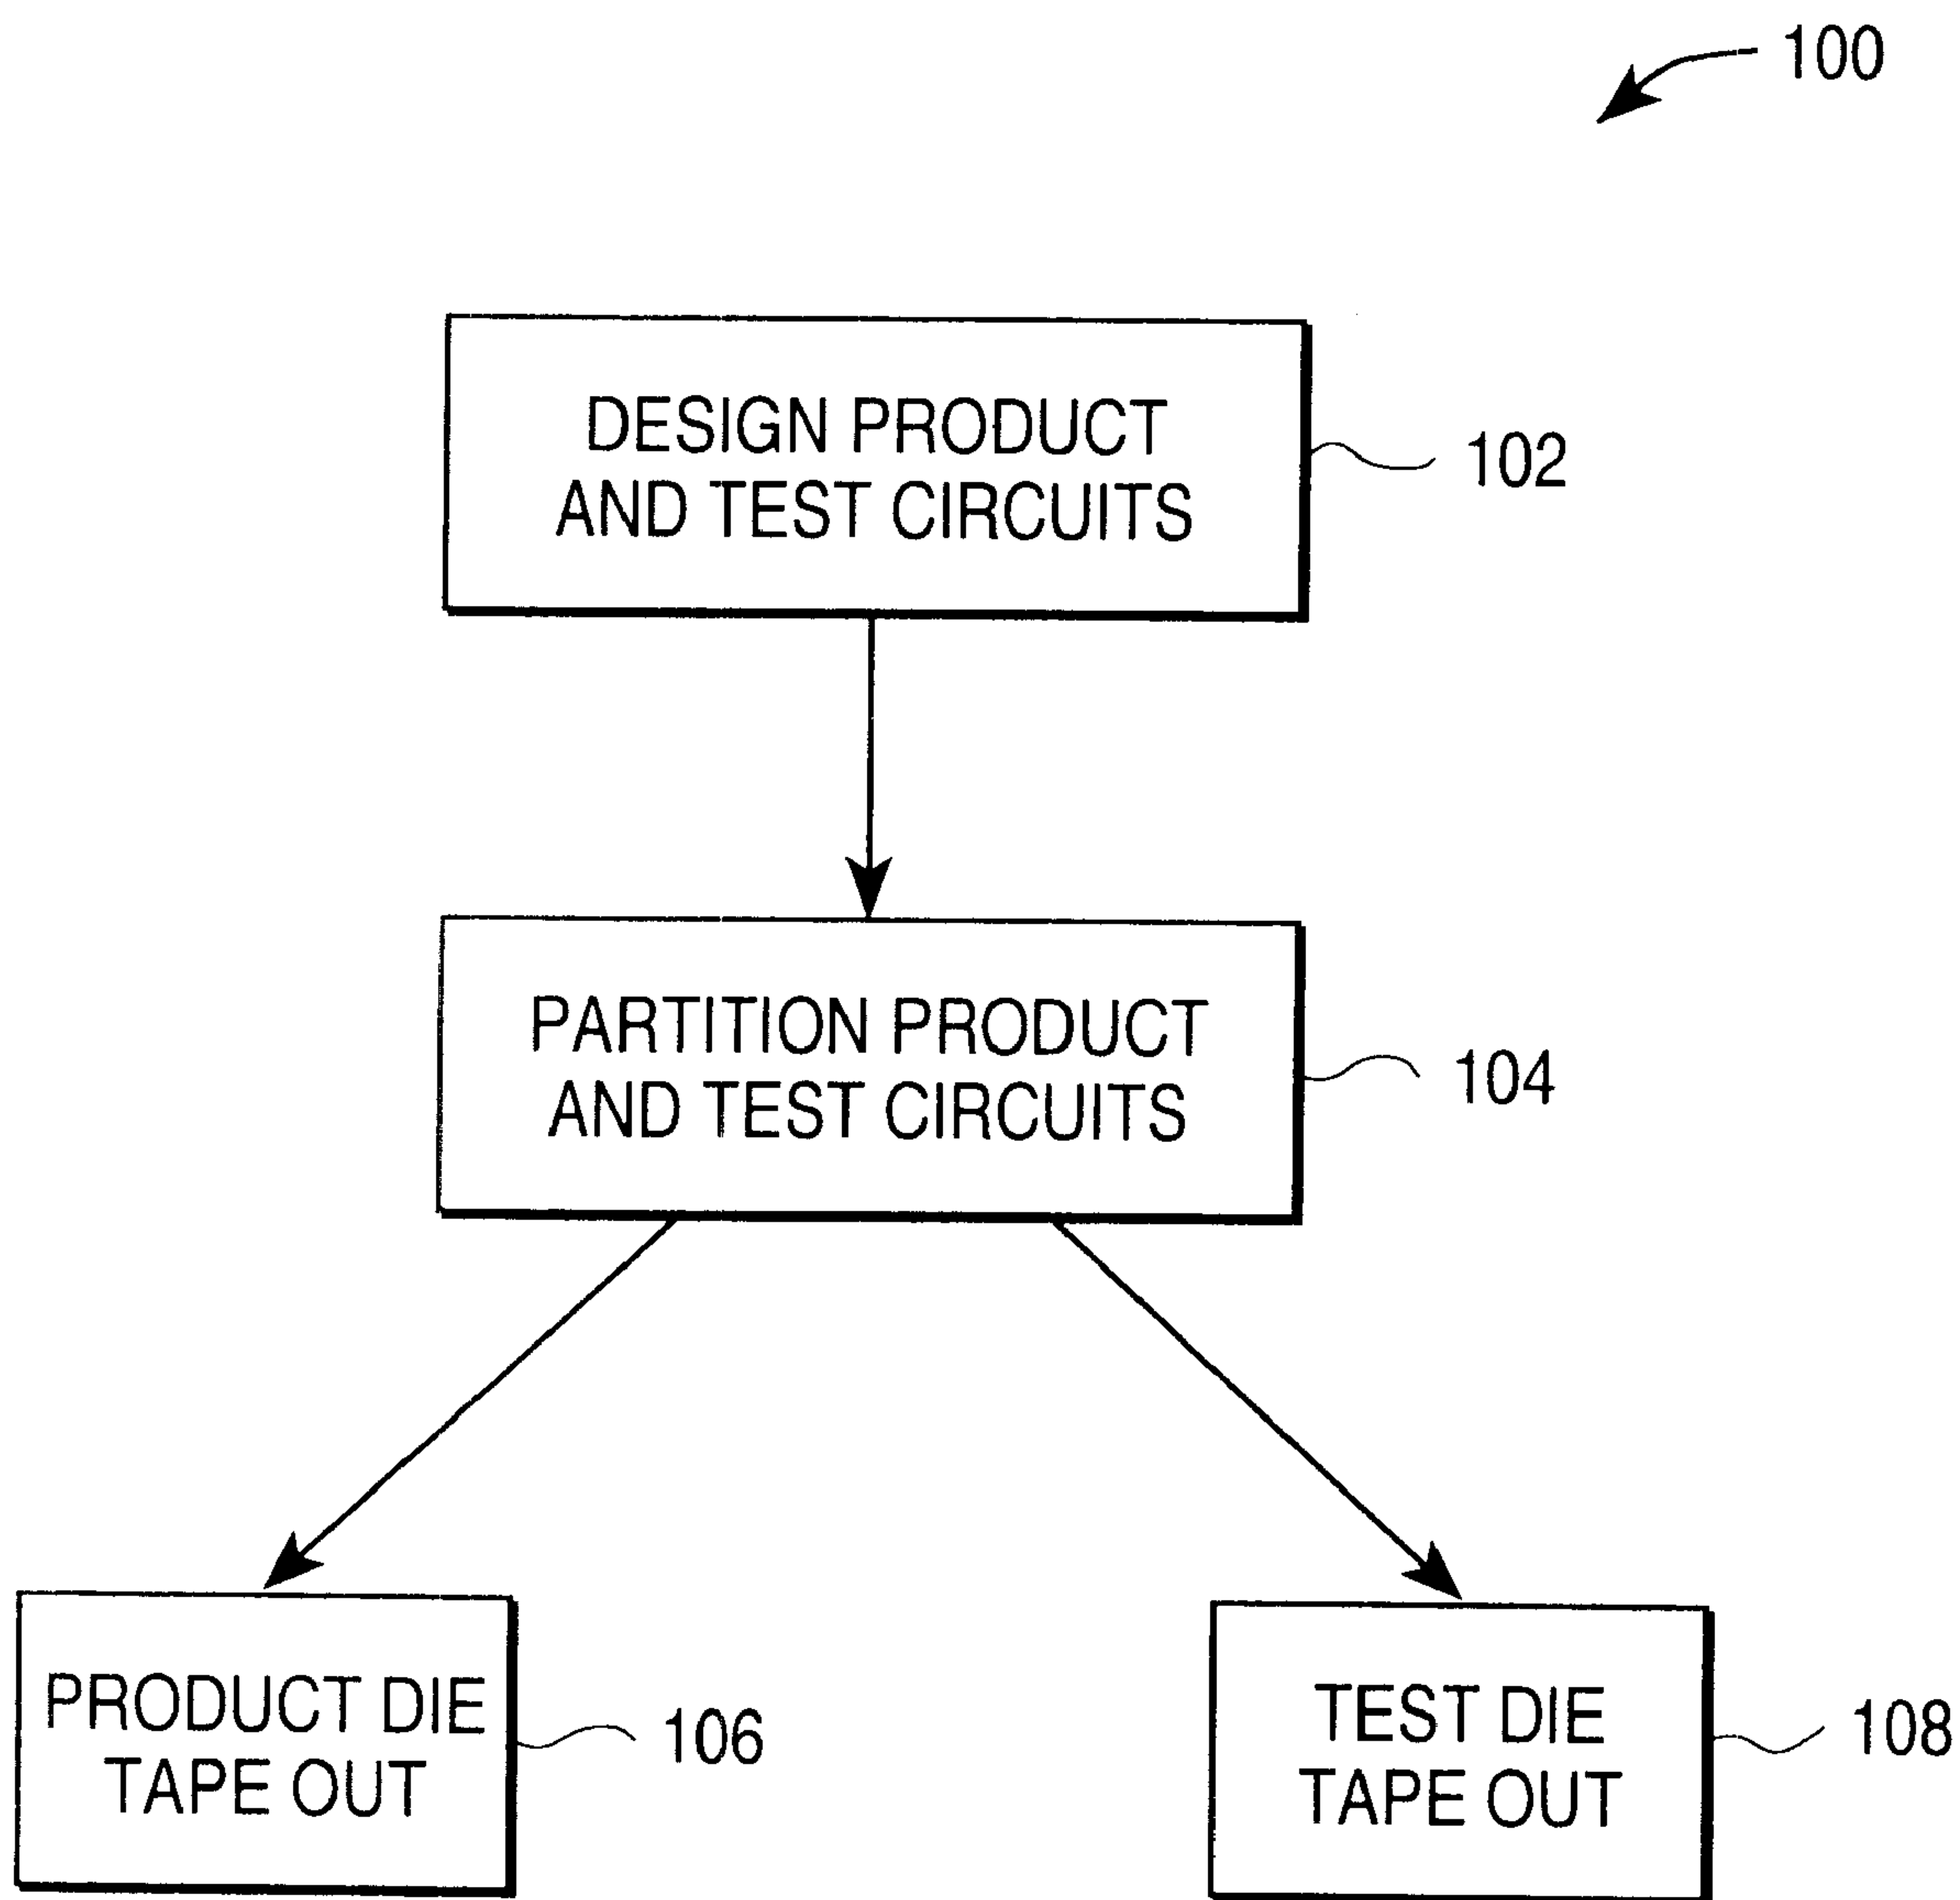 100
DESIGN PRODUCT
AND TEST CIRCUITS
102
PARTITION PRODUCT
AND TEST CIRCUITS
104
PRODUCT DIE
TAPE OUT
106
TEST DIE
TAPE OUT
108